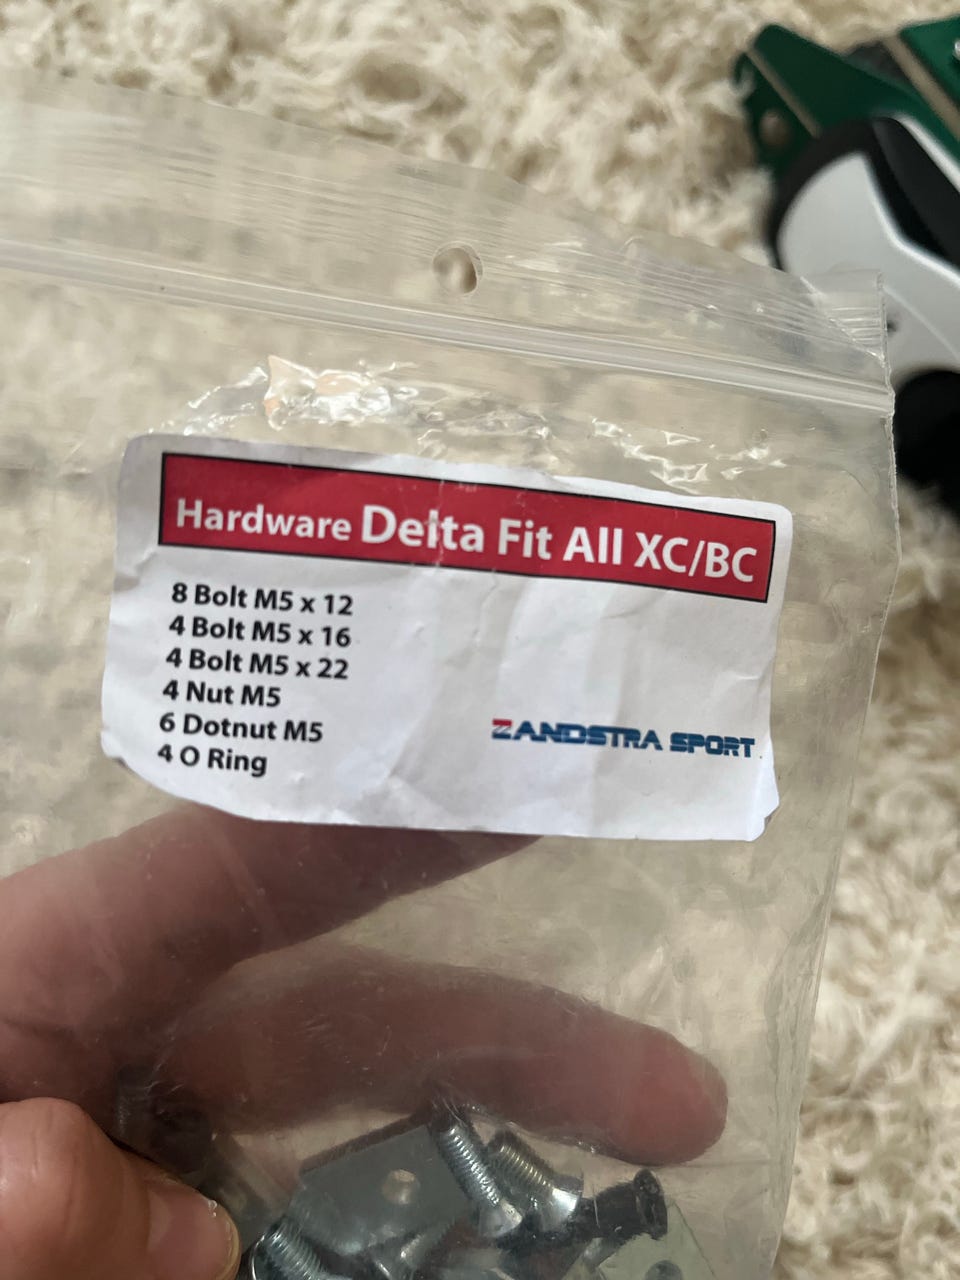 Hardware Delta Fit All XC/BC
8 Bolt M5 x 12
4 Bolt M5 x 16
4 Bolt M5 x 22
4 Nut M5
6 Dotnut M5
4 O Ring
ZANDSTRA SPORT